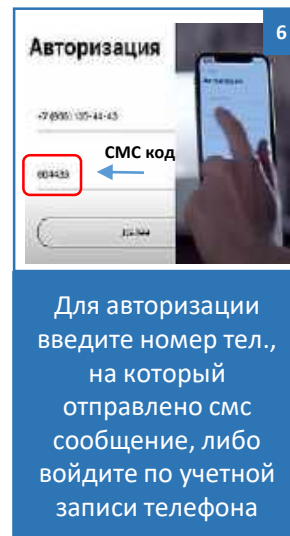 6
Авторизация
СМС код
Для авторизации
введите номер тел.,
на который
отправлено смс
сообщение, либо
войдите по учетной
записи телефона